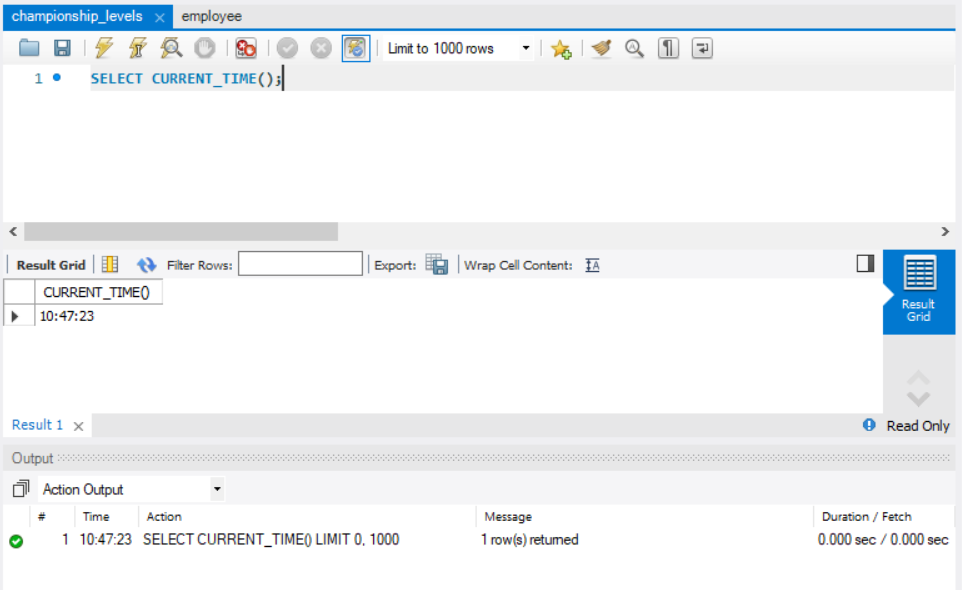 championship_levels × employee
Limit to 1000 rows
1 SELECT CURRENT_TIME();
Result Grid Filter Rows: Export: Wrap Cell Content: IA
CURRENT_TIME()
10:47:23
Result
Grid
Result 1 × Read Only
Output
Action Output
# Time Action Message Duration / Fetch
1 10:47:23 SELECT CURRENT_TIME() LIMIT 0, 1000 1 row(s) returned 0.000 sec / 0.000 sec